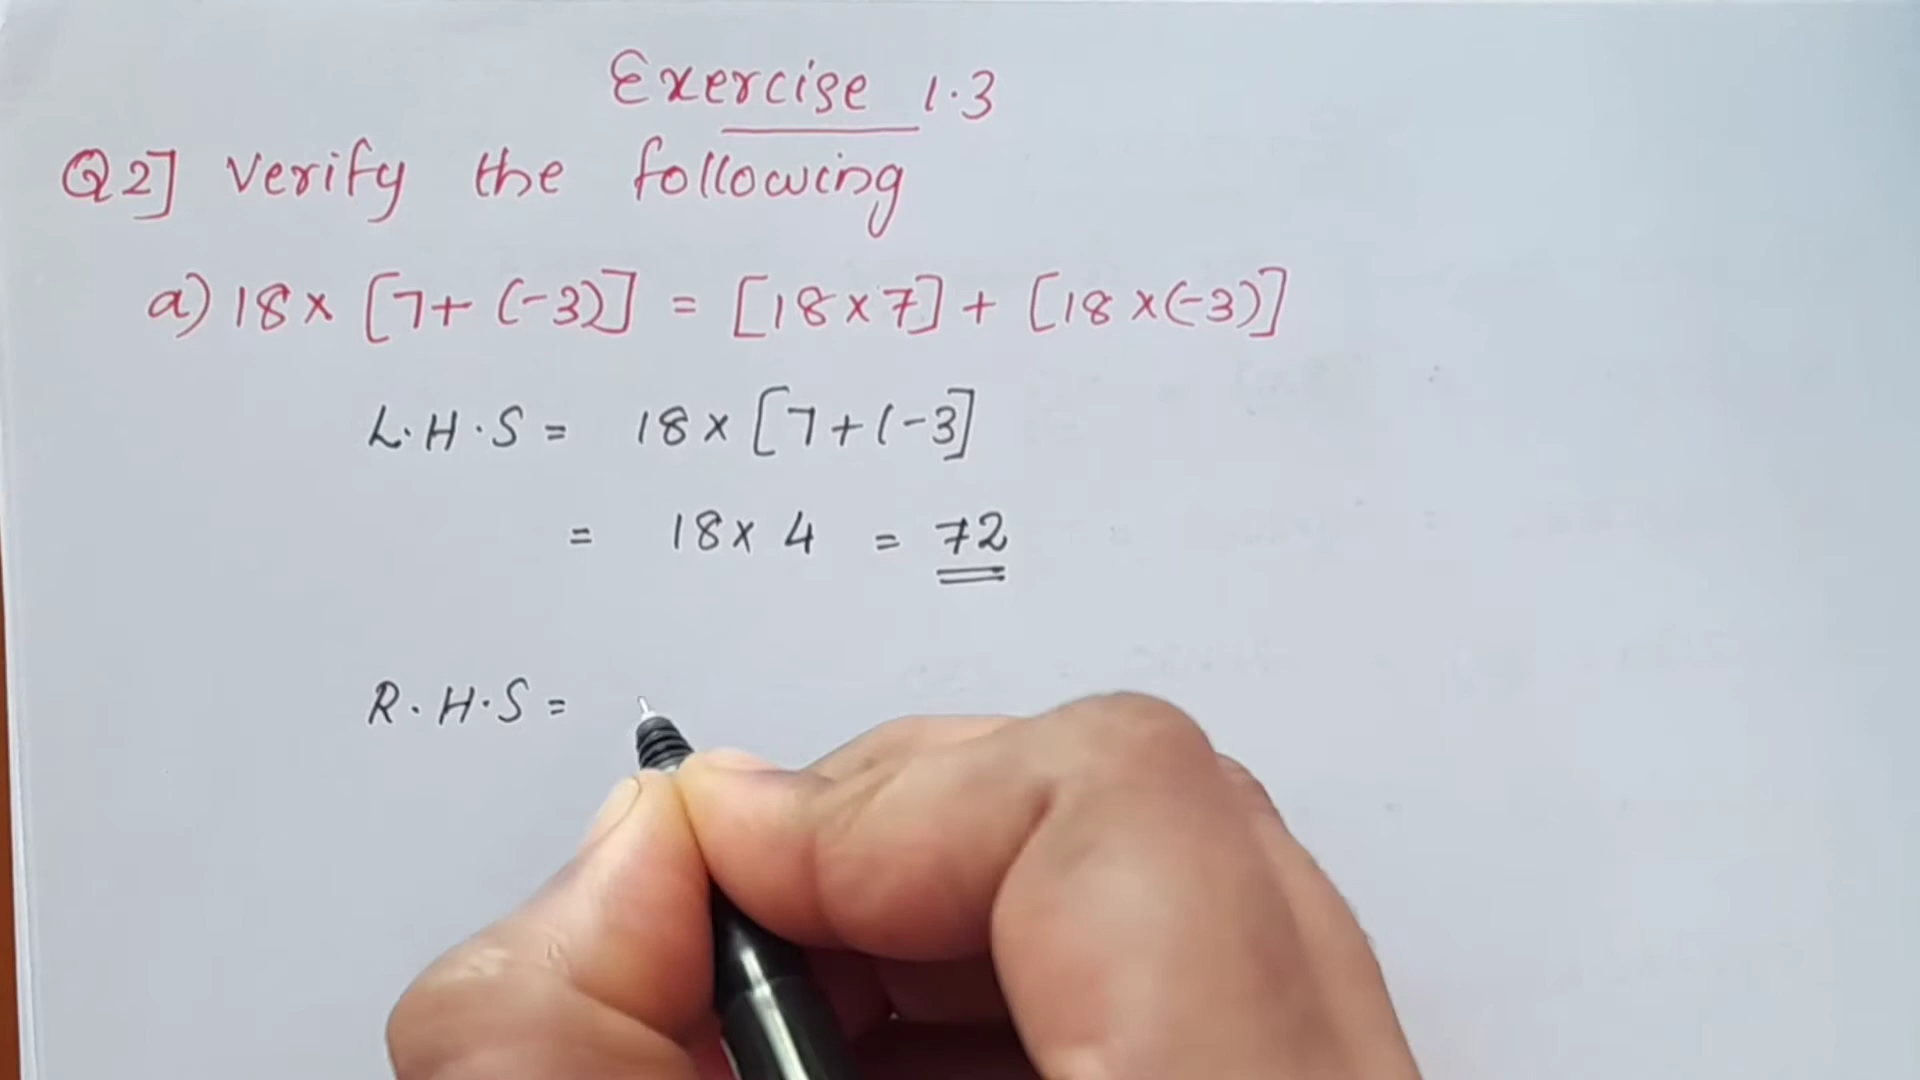 Exercise 1.3
Q2] Verify the following
a) 18 × [7+ (-3)] = [18 × 7] + [18 ×(-3)]
L.H.S = 18 × [7+(-3]
= 18 × 4 = 72
R.H.S =